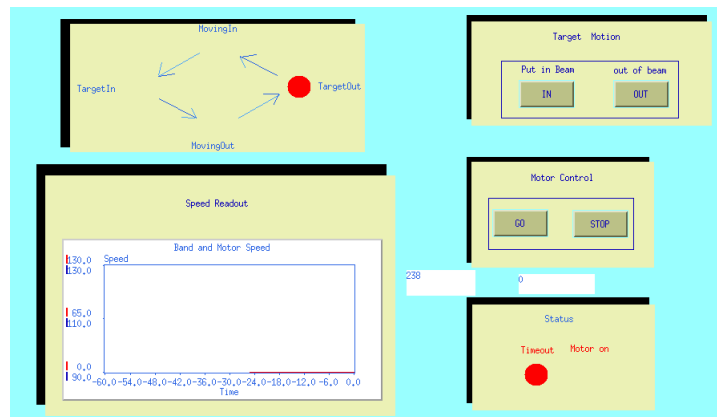 MovingIn
TargetIn
TargetOut
MovingOut
Target Motion
Put in Beam
out of beam
IN
OUT
Speed Readout
Band and Motor Speed
Speed
130.0
130.0
65.0
110.0
0.0
90.0
-60.0 -54.0 -48.0 -42.0 -36.0 -30.0 -24.0 -18.0 -12.0 -6.0 0.0
Time
Motor Control
GO
STOP
238
0
Status
Timeout
Motor on